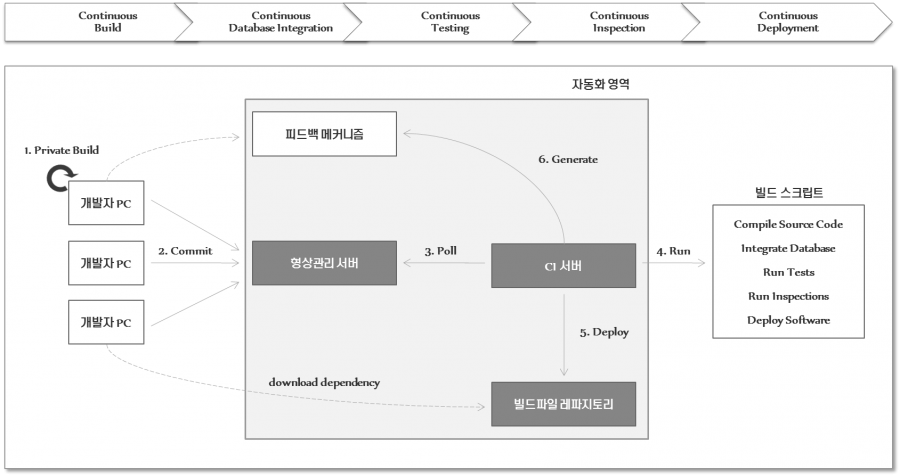 Continuous
Build
Continuous
Database Integration
Continuous
Testing
Continuous
Inspection
Continuous
Deployment
자동화 영역
피드백 메커니즘
1. Private Build
6. Generate
개발자 PC
빌드 스크립트
Compile Source Code
2. Commit
형상관리 서버
3. Poll
CI 서버
4. Run
Integrate Database
개발자 PC
Run Tests
Run Inspections
개발자 PC
5. Deploy
Deploy Software
download dependency
빌드파일 레파지토리